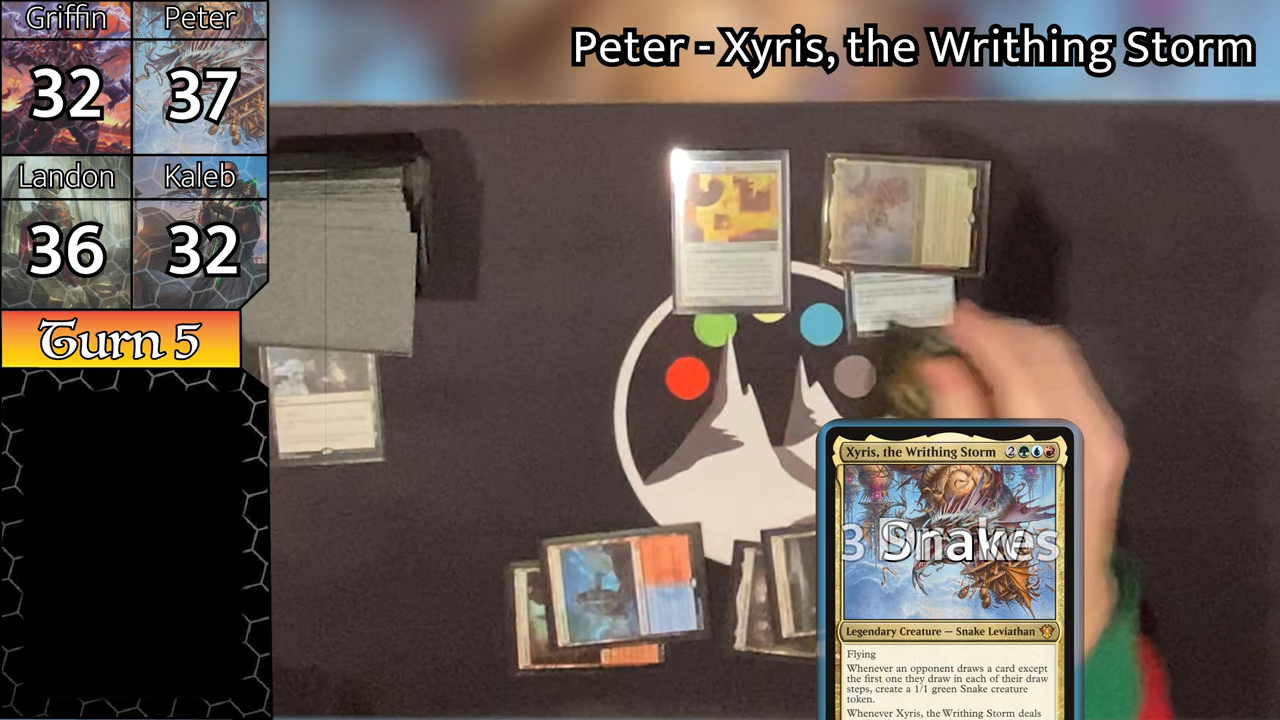 Griffin
Peter
32
37
Landon
Kaleb
36
32
Turn 5
Peter - Xyris, the Writhing Storm
Xyris, the Writhing Storm 2
3 Snakes
Legendary Creature — Snake Leviathan
Flying
Whenever an opponent draws a card except
the first one they draw in each of their draw
steps, create a 1/1 green Snake creature
token.
Whenever Xyris, the Writhing Storm deals